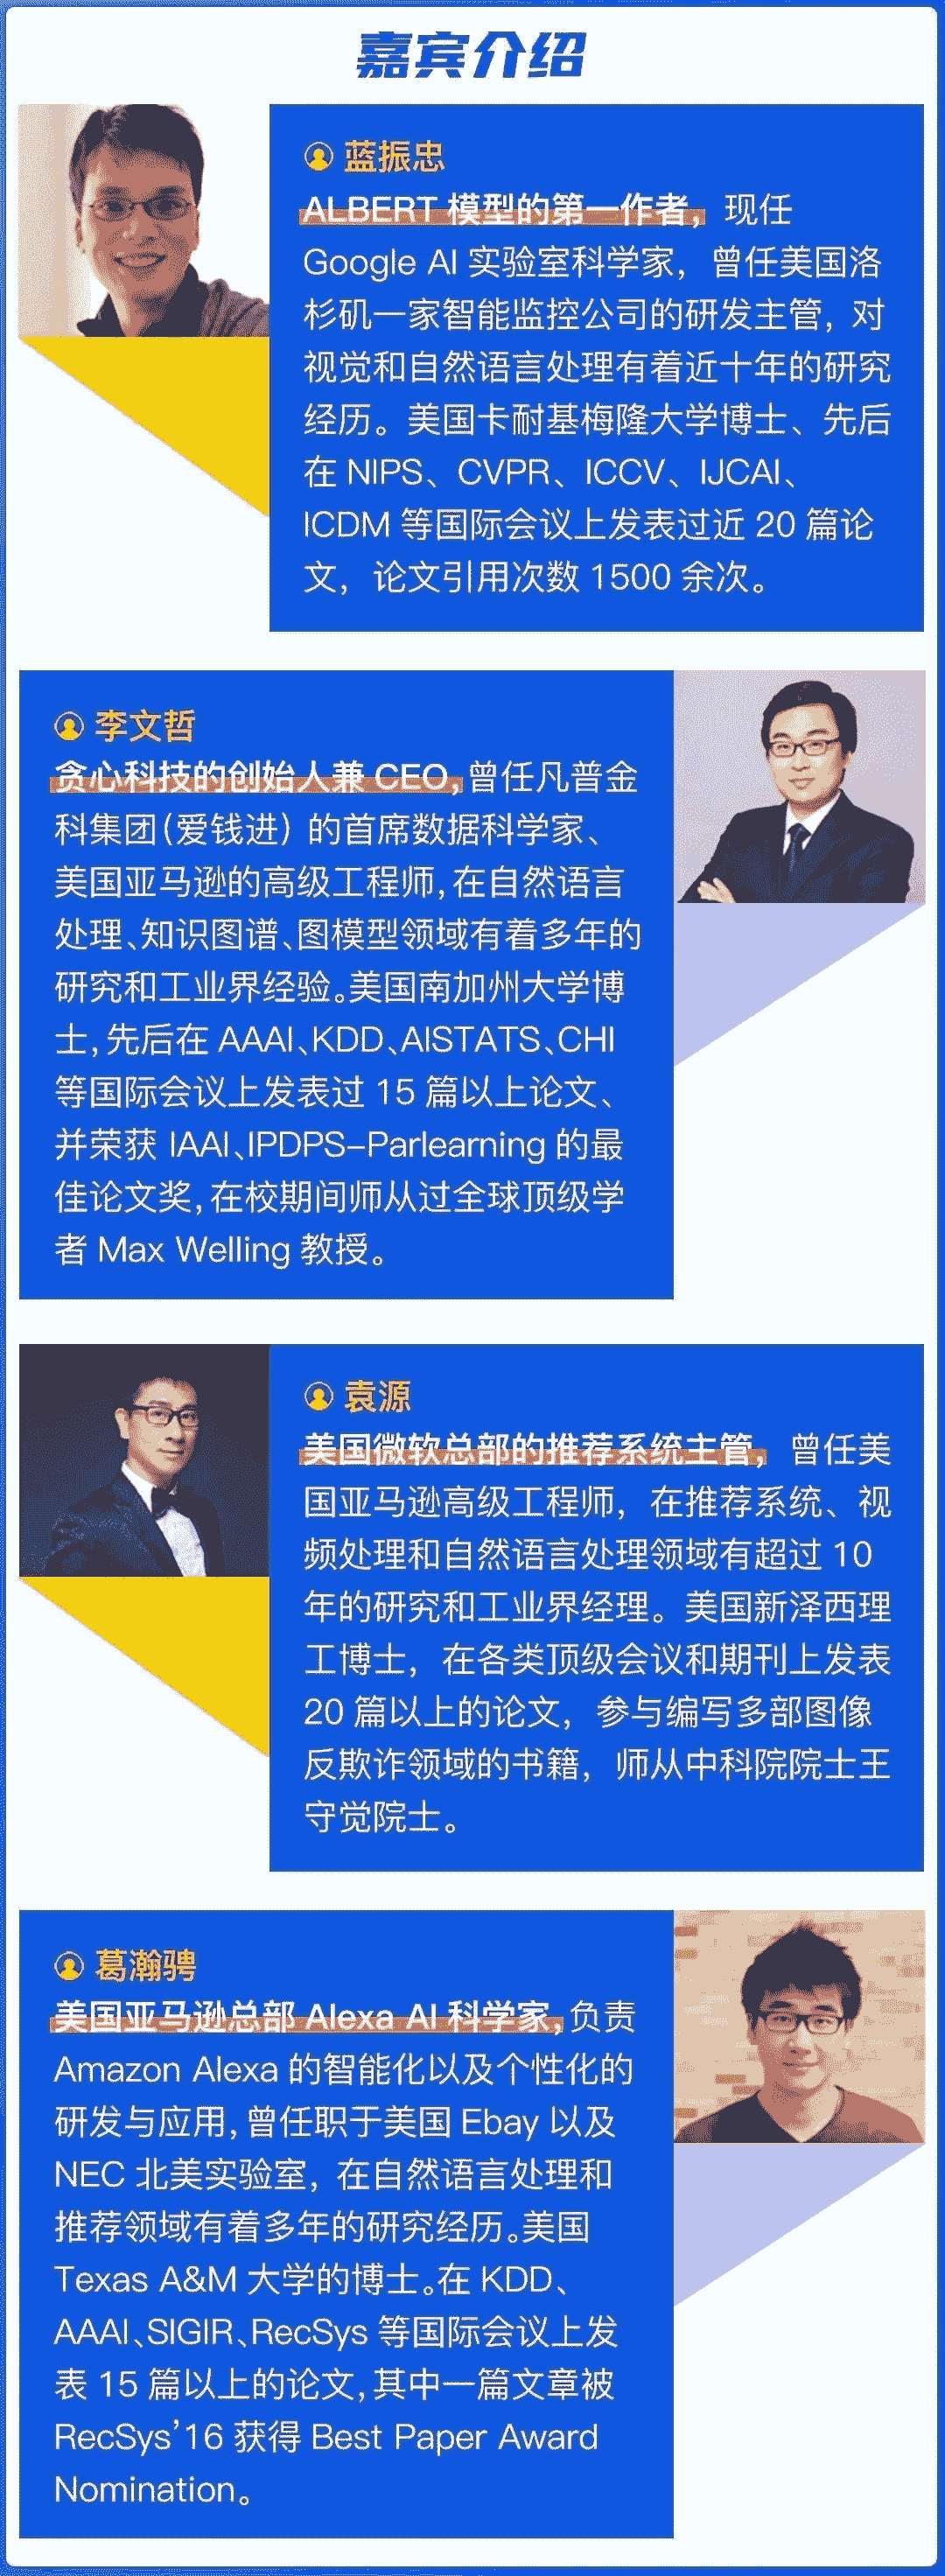 嘉宾介绍
蓝振忠
ALBERT 模型的第一作者，现任
Google AI 实验室科学家，曾任美国洛
杉矶一家智能监控公司的研发主管，对
视觉和自然语言处理有着近十年的研究
经历。美国卡耐基梅隆大学博士、先后
在 NIPS、CVPR、ICCV、IJCAI、
ICDM 等国际会议上发表过近 20 篇论
文，论文引用次数 1500 余次。
李文哲
贪心科技的创始人兼 CEO，曾任凡普金
科集团（爱钱进）的首席数据科学家、
美国亚马逊的高级工程师，在自然语言
处理、知识图谱、图模型领域有着多年的
研究和工业界经验。美国南加州大学博
士，先后在 AAAI、KDD、AISTATS、CHI
等国际会议上发表过 15 篇以上论文、
并荣获 IAAI、IPDPS-Parlearning 的最
佳论文奖，在校期间师从过全球顶级学
者 Max Welling 教授。
袁源
美国微软总部的推荐系统主管，曾任美
国亚马逊高级工程师，在推荐系统、视
频处理和自然语言处理领域有超过 10
年的研究和工业界经理。美国新泽西理
工博士，在各类顶级会议和期刊上发表
20 篇以上的论文，参与编写多部图像
反欺诈领域的书籍，师从中科院院士王
守觉院士。
葛瀚骋
美国亚马逊总部 Alexa AI 科学家，负责
Amazon Alexa 的智能化以及个性化的
研发与应用，曾任职于美国 Ebay 以及
NEC 北美实验室，在自然语言处理和
推荐领域有着多年的研究经历。美国
Texas A&M 大学的博士。在 KDD、
AAAI、SIGIR、RecSys 等国际会议上发
表 15 篇以上的论文，其中一篇文章被
RecSys’16 获得 Best Paper Award
Nomination。